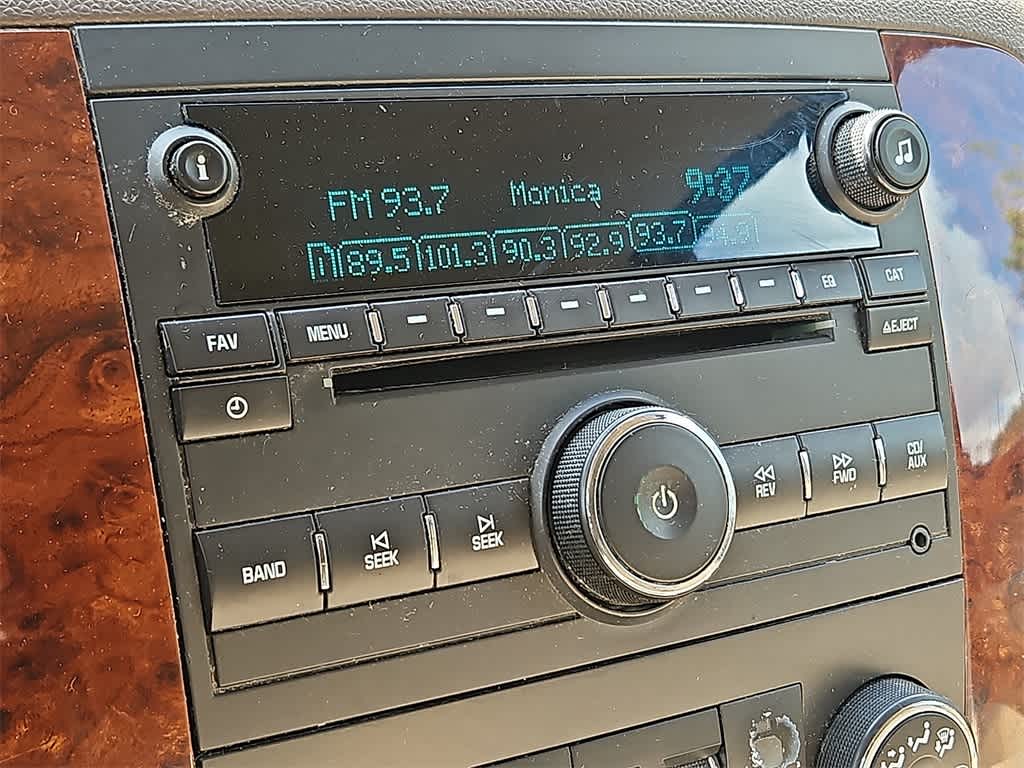 i
FM 93.7 Monica 9:37
89.5 101.3 90.3 92.9 93.7
FAV MENU EQ CAT
EJECT
BAND SEEK SEEK REV FWD CD/
AUX